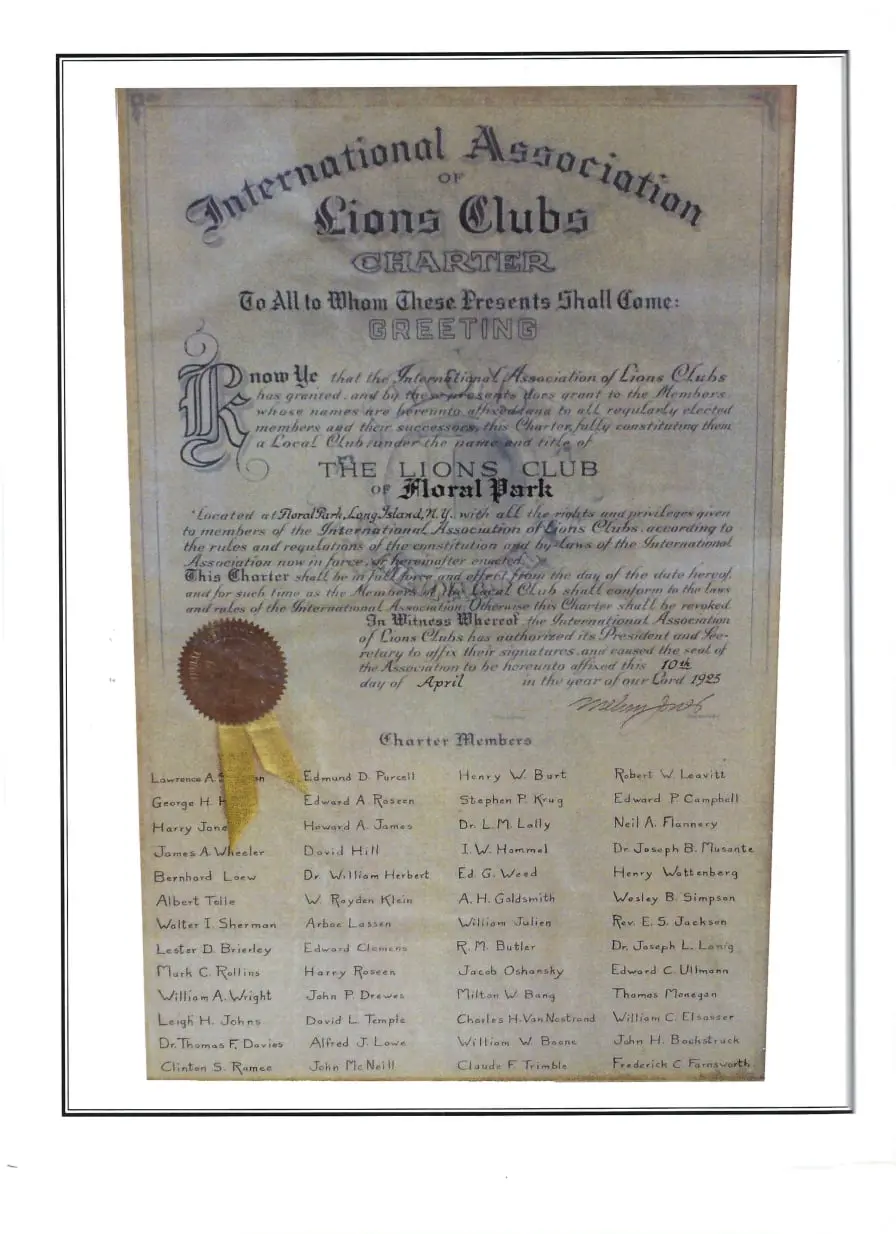 International Association
OF
Lions Clubs
CHARTER
To All to Whom These Presents Shall Come:
GREETING
Know Ye that the International Association of Lions Clubs
has granted, and by these presents does grant to the Members
whose names are hereunto affixed and to all regularly elected
members and their successors, this Charter, fully constituting them
a Local Club, under the name and title of
THE LIONS CLUB
OF Floral Park
Located at Floral Park, Long Island, N.Y., with all the rights and privileges given
to members of the International Association of Lions Clubs, according to
the rules and regulations of the constitution and by-laws of the International
Association now in force, or hereinafter enacted.
This Charter shall be in full force and effect from the day of the date hereof,
and for such time as the Members of the Local Club shall conform to the laws
and rules of the International Association, Otherwise this Charter shall be revoked.
In Witness Whereof, the International Association
of Lions Clubs has authorized its President and Sec-
retary to affix their signatures, and caused the seal of
the Association to be hereunto affixed this 10th
day of April in the year of our Lord 1925
Melvin Jones
Charter Members
Lawrence A. Edmund D. Purcell Henry W. Burt Robert W. Leavitt
George H. Edward A. Roseen Stephen P. Krug Edward P. Campbell
Harry Howard A. James Dr. L. M. Lally Neil A. Flannery
James A. Wheeler David Hill I. W. Hammel Dr. Joseph B. Musante
Bernhard Loew Dr. William Herbert Ed. G. Weed Henry Wattenberg
Albert Tolle W. Royden Klein A. H. Goldsmith Wesley B. Simpson
Walter I. Sherman Arboe Lassen William Julien Rev. E. S. Jackson
Lester D. Brierley Edward Clemens R. M. Butler Dr. Joseph L. Lanig
Mark C. Rollins Harry Roseen Jacob Oshansky Edward C. Ullmann
William A. Wright John P. Drewes Milton W. Bang Thomas Monegan
Leigh H. Johns David L. Temple Charles H. Van Nostrand William C. Elsasser
Dr. Thomas F. Davies Alfred J. Lowe William W. Boone John H. Bockstruck
Clinton S. Ramee John McNeill Claude F. Trimble Frederick C. Farnsworth